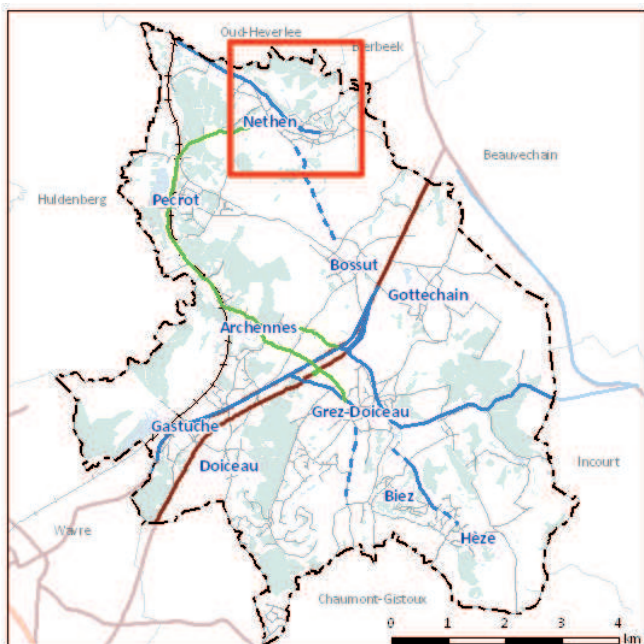 Oud-Heverlee
Bierbeek
Nethen
Beauvechain
Huldenberg
Pécrot
Bossut
Gottechain
Archennes
Grez-Doiceau
Gastuche
Doiceau
Incourt
Biez
Wavre
Hèze
Chaumont-Gistoux
0 1 2 3 4
km